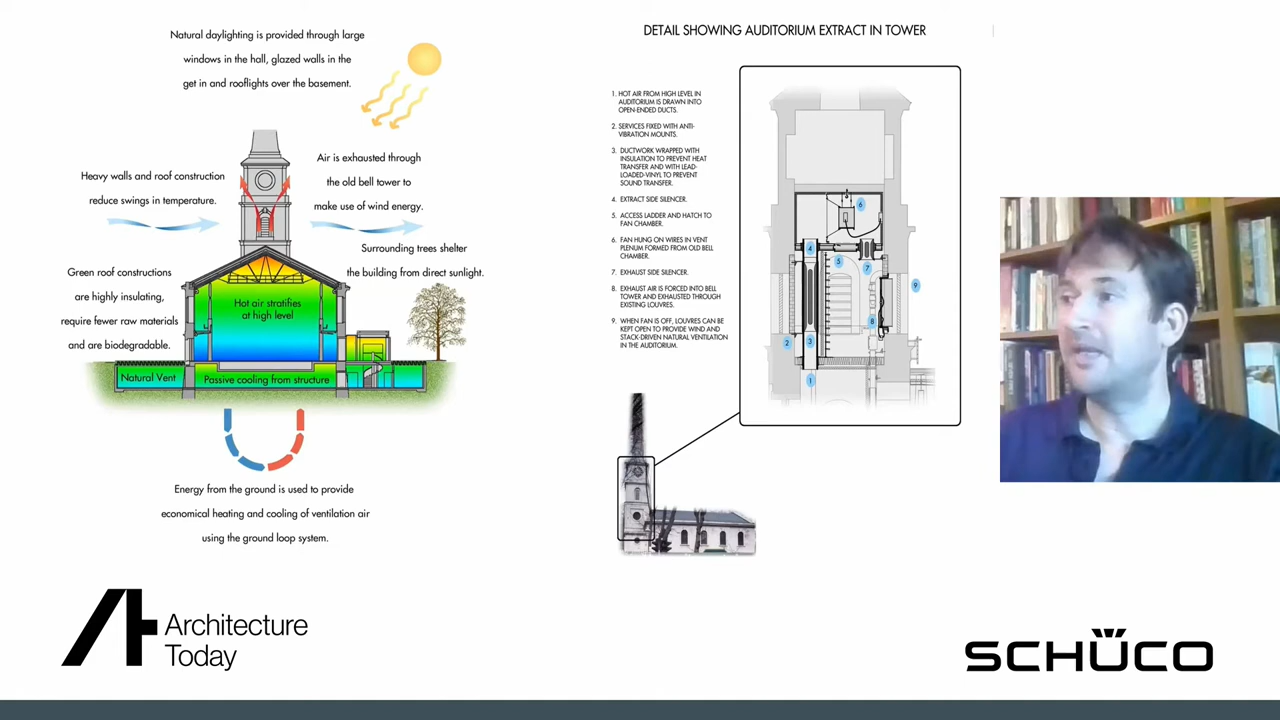 Natural daylighting is provided through large
windows in the hall, glazed walls in the
get in and rooflights over the basement.
Heavy walls and roof construction
reduce swings in temperature.
Air is exhausted through
the old bell tower to
make use of wind energy.
Surrounding trees shelter
the building from direct sunlight.
Green roof constructions
are highly insulating,
require fewer raw materials
and are biodegradable.
Hot air stratifies
at high level
Natural Vent
Passive cooling from structure
Energy from the ground is used to provide
economical heating and cooling of ventilation air
using the ground loop system.
DETAIL SHOWING AUDITORIUM EXTRACT IN TOWER
1. HOT AIR FROM HIGH LEVEL IN
AUDITORIUM IS DRAWN INTO
OPEN-ENDED DUCTS.
2. SERVICES FIXED WITH ANTI-
VIBRATION MOUNTS.
3. DUCTWORK WRAPPED WITH
INSULATION TO PREVENT HEAT
TRANSFER AND WITH LEAD-
LOADED-VINYL TO PREVENT
SOUND TRANSFER.
4. EXTRACT SIDE SILENCER.
5. ACCESS LADDER AND HATCH TO
FAN CHAMBER.
6. FAN HUNG ON WIRES IN VENT
PLENUM FORMED FROM OLD BELL
CHAMBER.
7. EXHAUST SIDE SILENCER.
8. EXHAUST AIR IS FORCED INTO BELL
TOWER AND EXHAUSTED THROUGH
EXISTING LOUVRES.
9. WHEN FAN IS OFF, LOUVRES CAN BE
KEPT OPEN TO PROVIDE WIND AND
STACK-DRIVEN NATURAL VENTILATION
IN THE AUDITORIUM.
6
4
5
7
9
8
2
3
1
AT
Architecture
Today
SCHÜCO